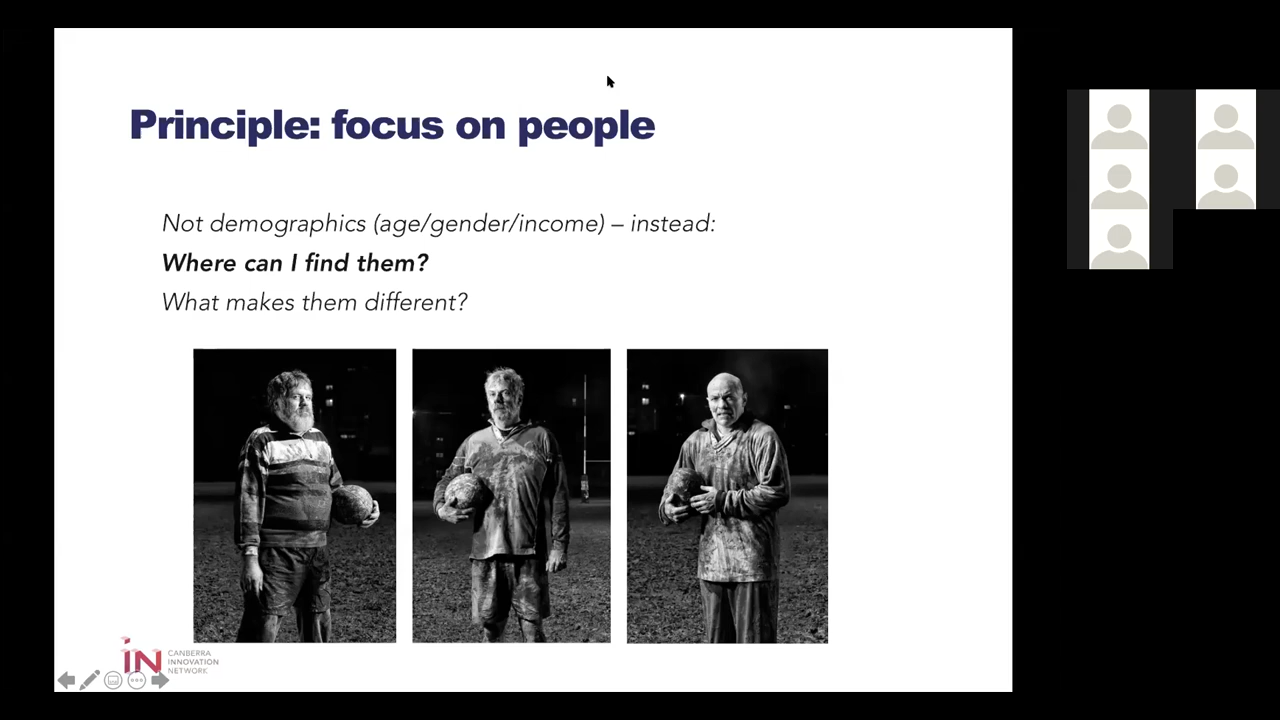 Principle: focus on people
Not demographics (age/gender/income) – instead:
Where can I find them?
What makes them different?
iN
CANBERRA
INNOVATION
NETWORK